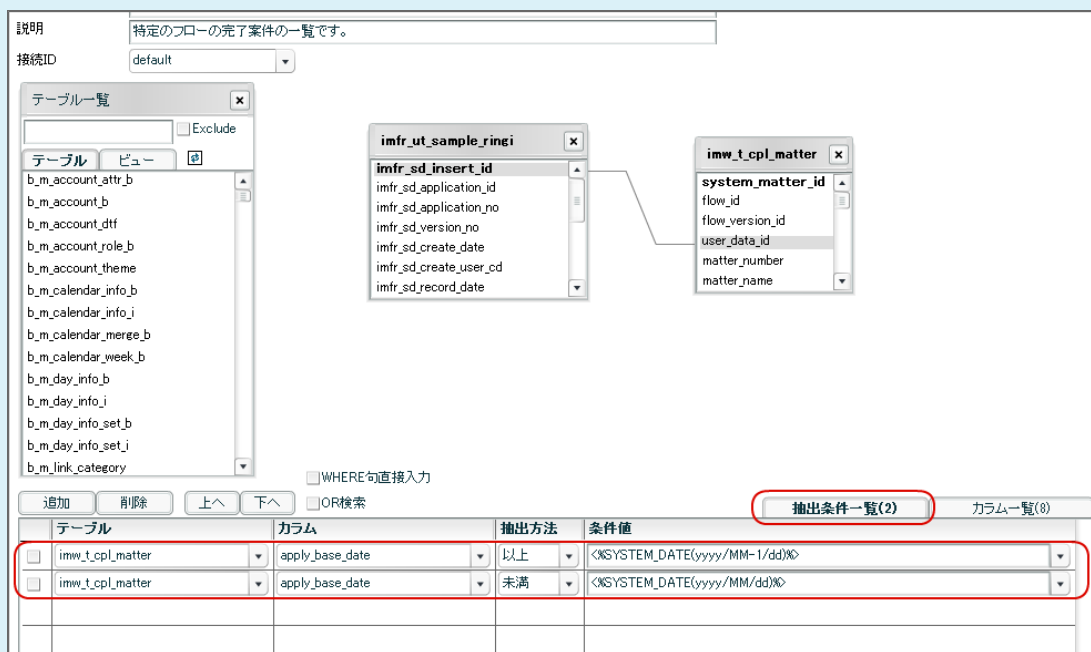 説明
特定のフローの完了案件の一覧です。
接続ID
default
テーブル一覧
Exclude
テーブル
ビュー
b_m_account_attr_b
b_m_account_b
b_m_account_dtf
b_m_account_role_b
b_m_account_theme
b_m_calendar_info_b
b_m_calendar_info_i
b_m_calendar_merge_b
b_m_calendar_week_b
b_m_day_info_b
b_m_day_info_i
b_m_day_info_set_b
b_m_day_info_set_i
b_m_link_category
imfr_ut_sample_ringi
imfr_sd_insert_id
imfr_sd_application_id
imfr_sd_application_no
imfr_sd_version_no
imfr_sd_create_date
imfr_sd_create_user_cd
imfr_sd_record_date
imw_t_cpl_matter
system_matter_id
flow_id
flow_version_id
user_data_id
matter_number
matter_name
WHERE句直接入力
追加 削除 上へ 下へ OR検索 抽出条件一覧(2) カラム一覧(8)
テーブル カラム 抽出方法 条件値
imw_t_cpl_matter apply_base_date 以上 <%SYSTEM_DATE(yyyy/MM-1/dd)%>
imw_t_cpl_matter apply_base_date 未満 <%SYSTEM_DATE(yyyy/MM/dd)%>